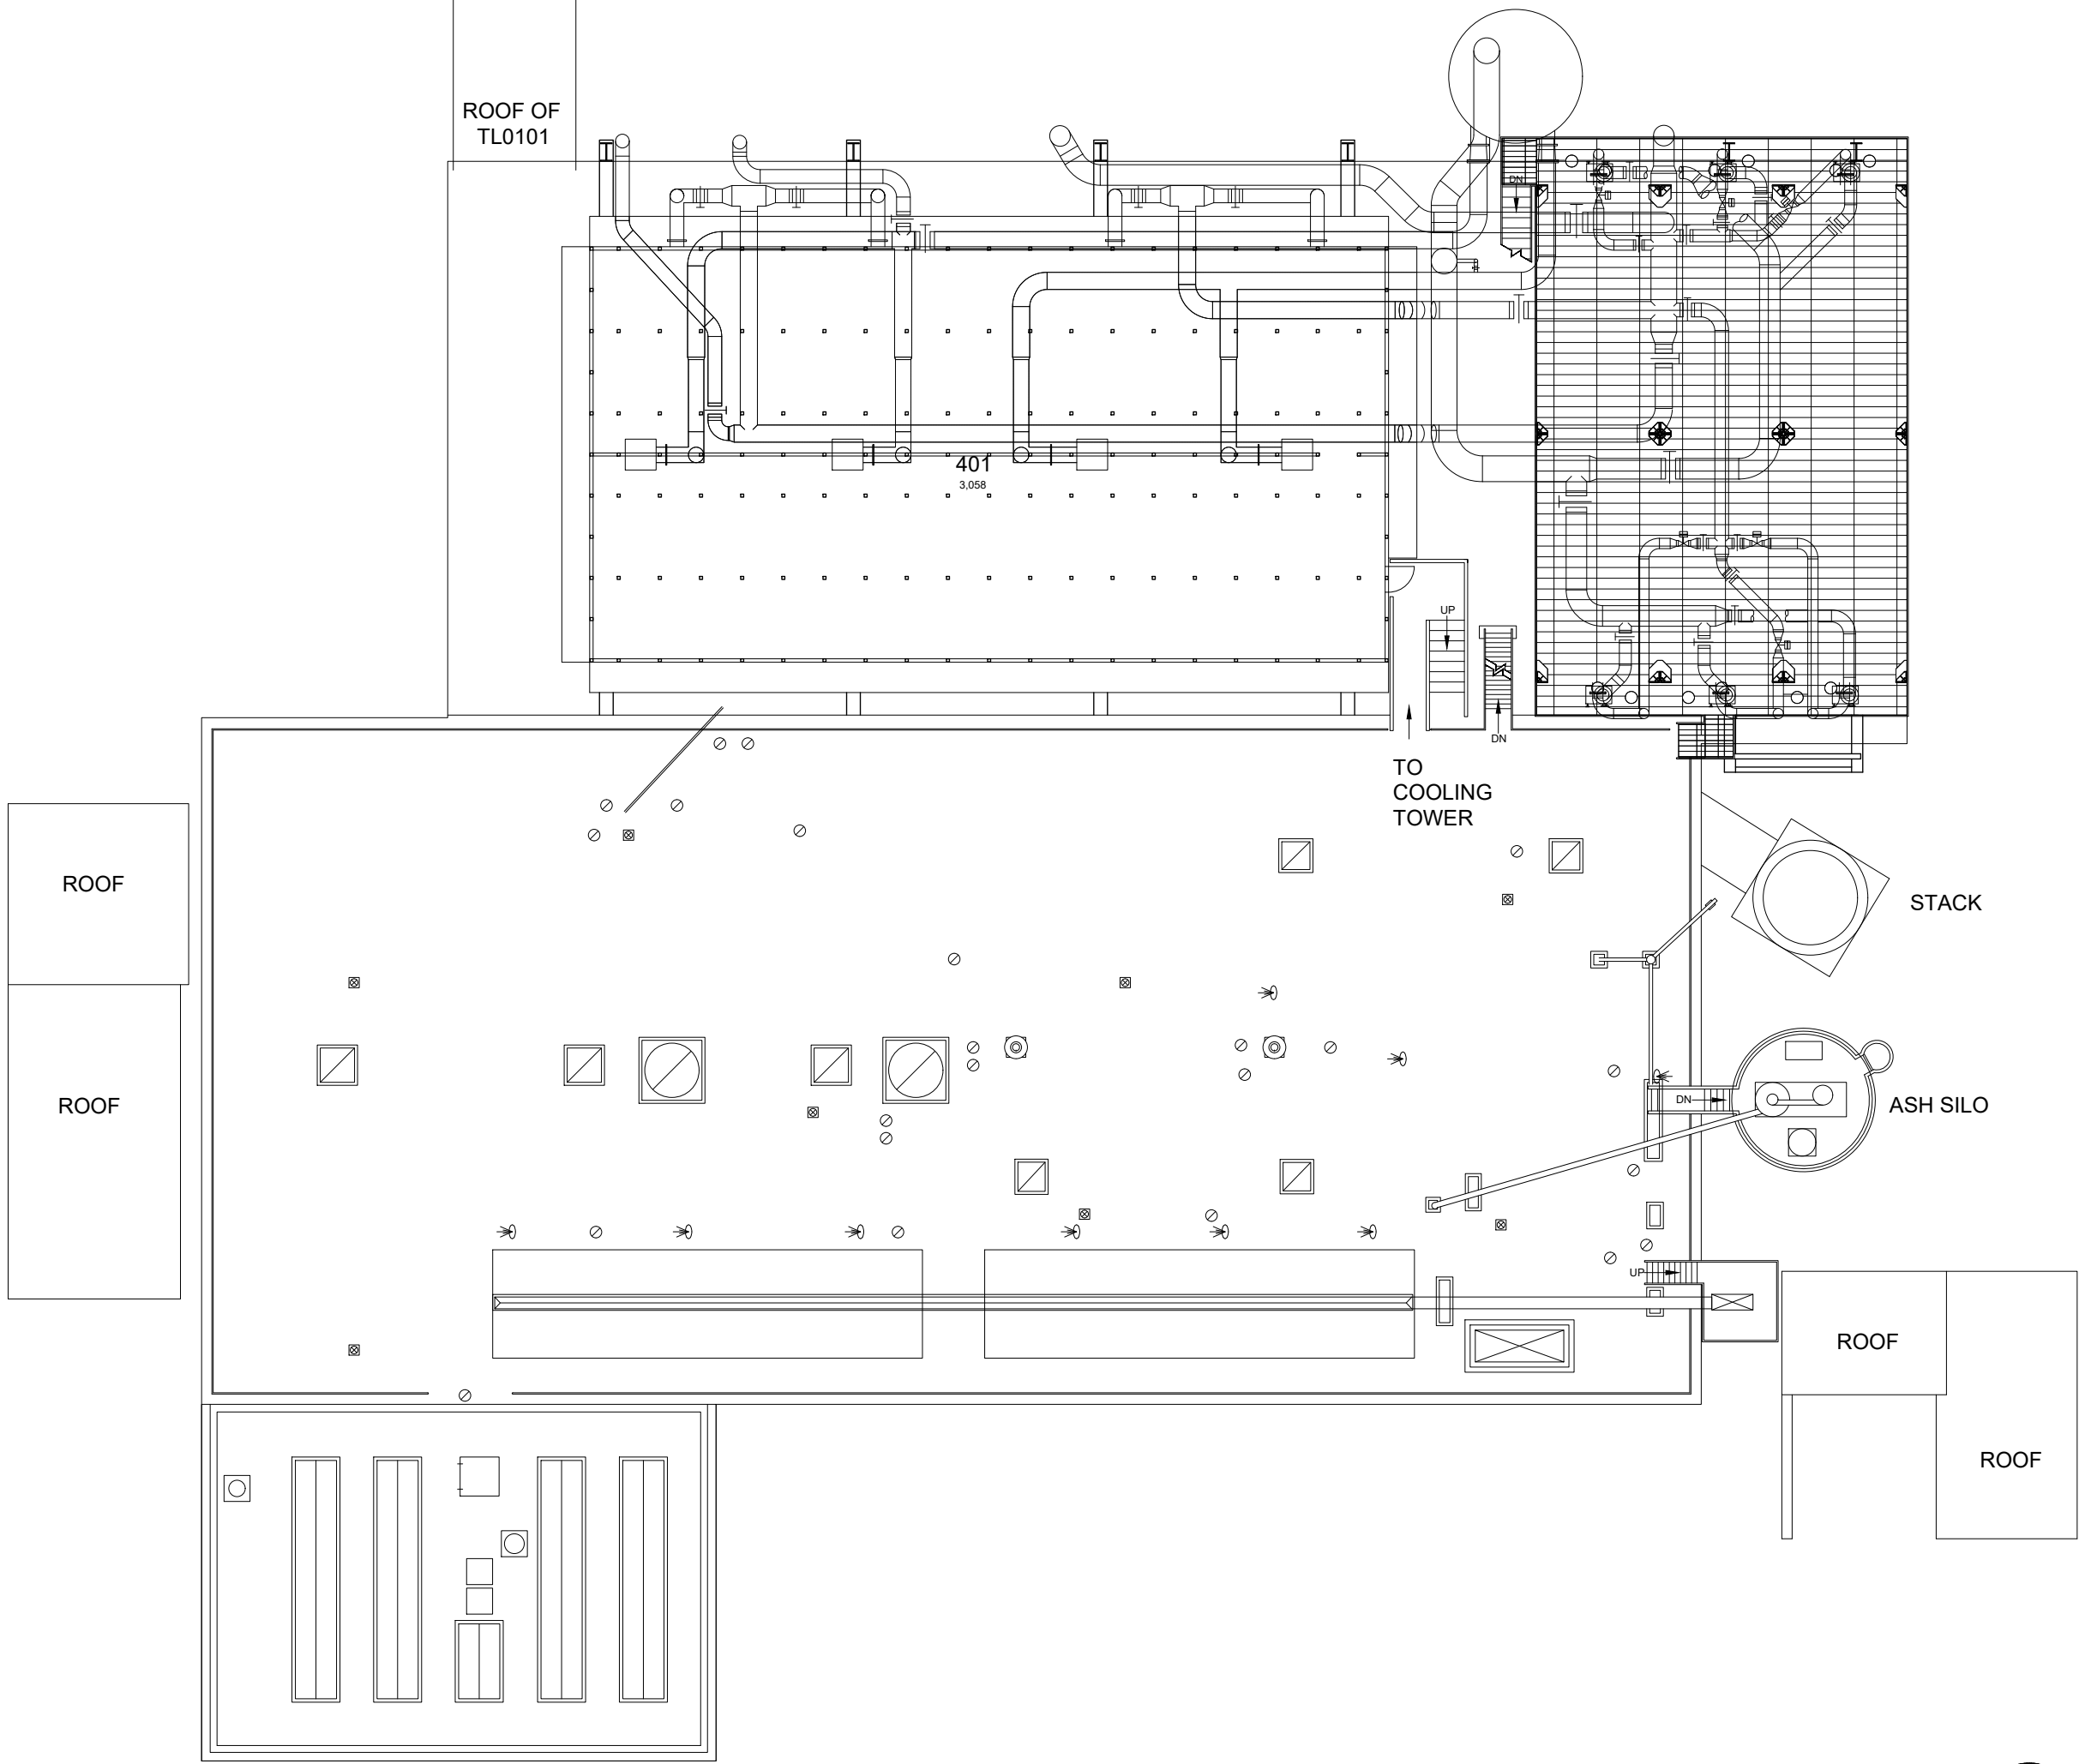 ROOF OF
TL0101
DN
401
3,058
UP
DN
TO
COOLING
TOWER
ROOF
STACK
ROOF
DN
ASH SILO
UP
ROOF
ROOF